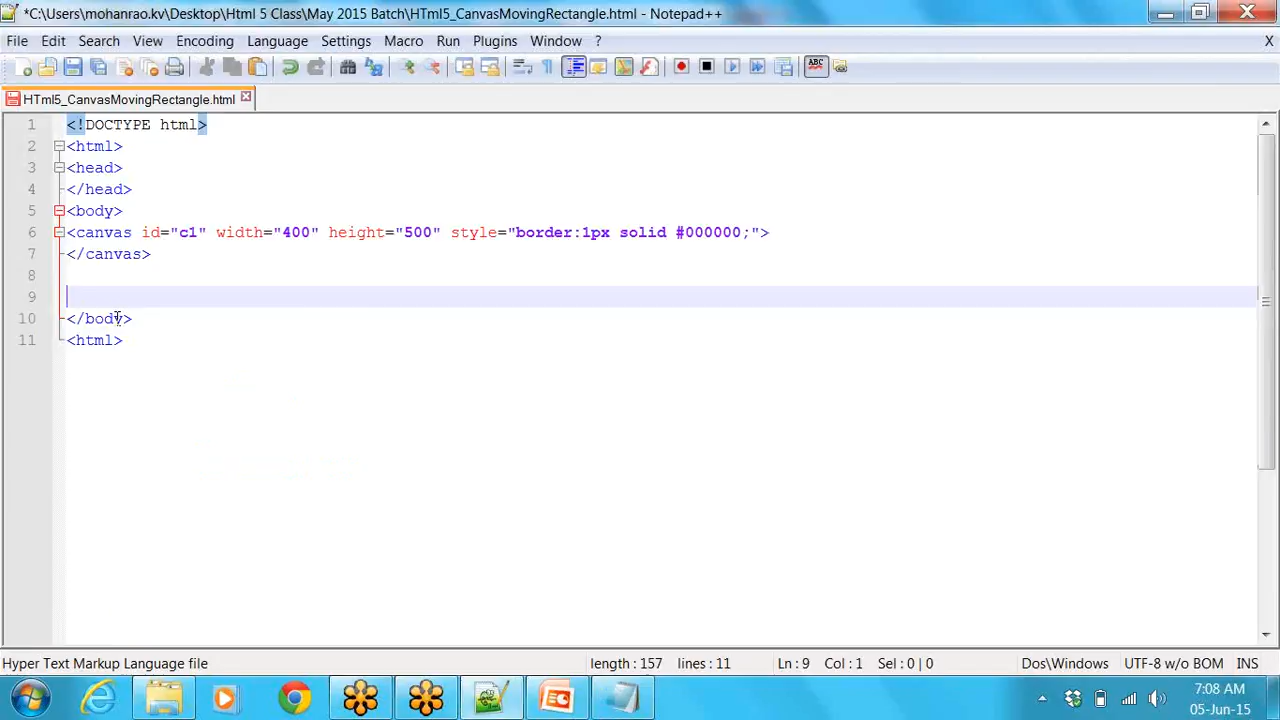 *C:\Users\mohanrao.kv\Desktop\Html 5 Class\May 2015 Batch\HTml5_CanvasMovingRectangle.html - Notepad++
File Edit Search View Encoding Language Settings Macro Run Plugins Window ? X
ABC
HTml5_CanvasMovingRectangle.html
1 <!DOCTYPE html>
2 <html>
3 <head>
4 </head>
5 <body>
6 <canvas id="c1" width="400" height="500" style="border:1px solid #000000;">
7 </canvas>
8
9
10 </body>
11 <html>
Hyper Text Markup Language file length : 157 lines : 11 Ln : 9 Col : 1 Sel : 0 | 0 Dos\Windows UTF-8 w/o BOM INS
7:08 AM
05-Jun-15